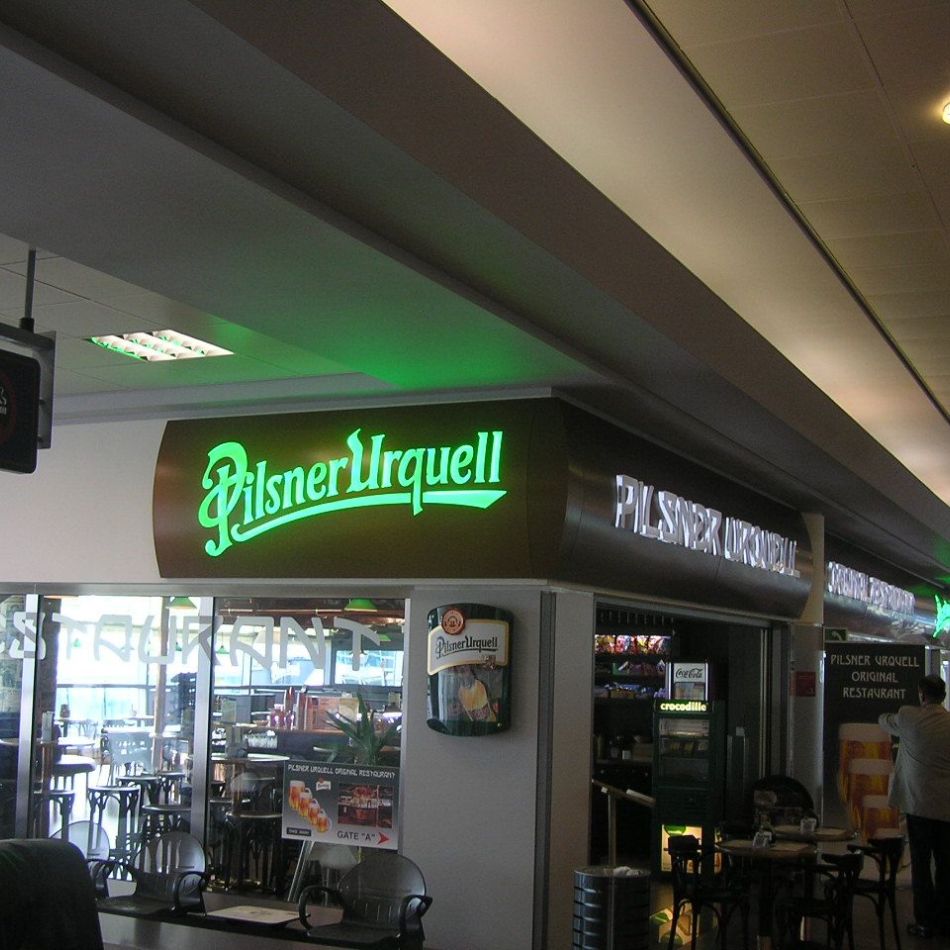 Pilsner Urquell
PILSNER URQUELL
ORIGINAL RESTAURANT
RESTAURANT
Pilsner Urquell
Coca-Cola
crocodille
PILSNER URQUELL
ORIGINAL
RESTAURANT
PILSNER URQUELL ORIGINAL RESTAURANT
GATE "A"